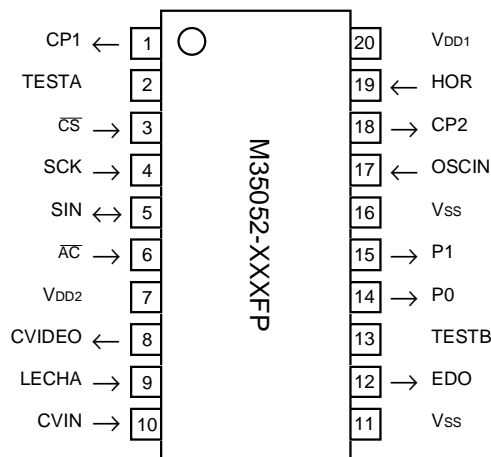 CP1 ← 1 20 VDD1
TESTA 2 19 ← HOR
C̅S̅ → 3 18 → CP2
SCK → 4 17 ← OSCIN
SIN ↔ 5 16 VSS
A̅C̅ → 6 15 → P1
VDD2 7 14 → P0
CVIDEO ← 8 13 TESTB
LECHA → 9 12 → EDO
CVIN → 10 11 VSS
M35052-XXXFP